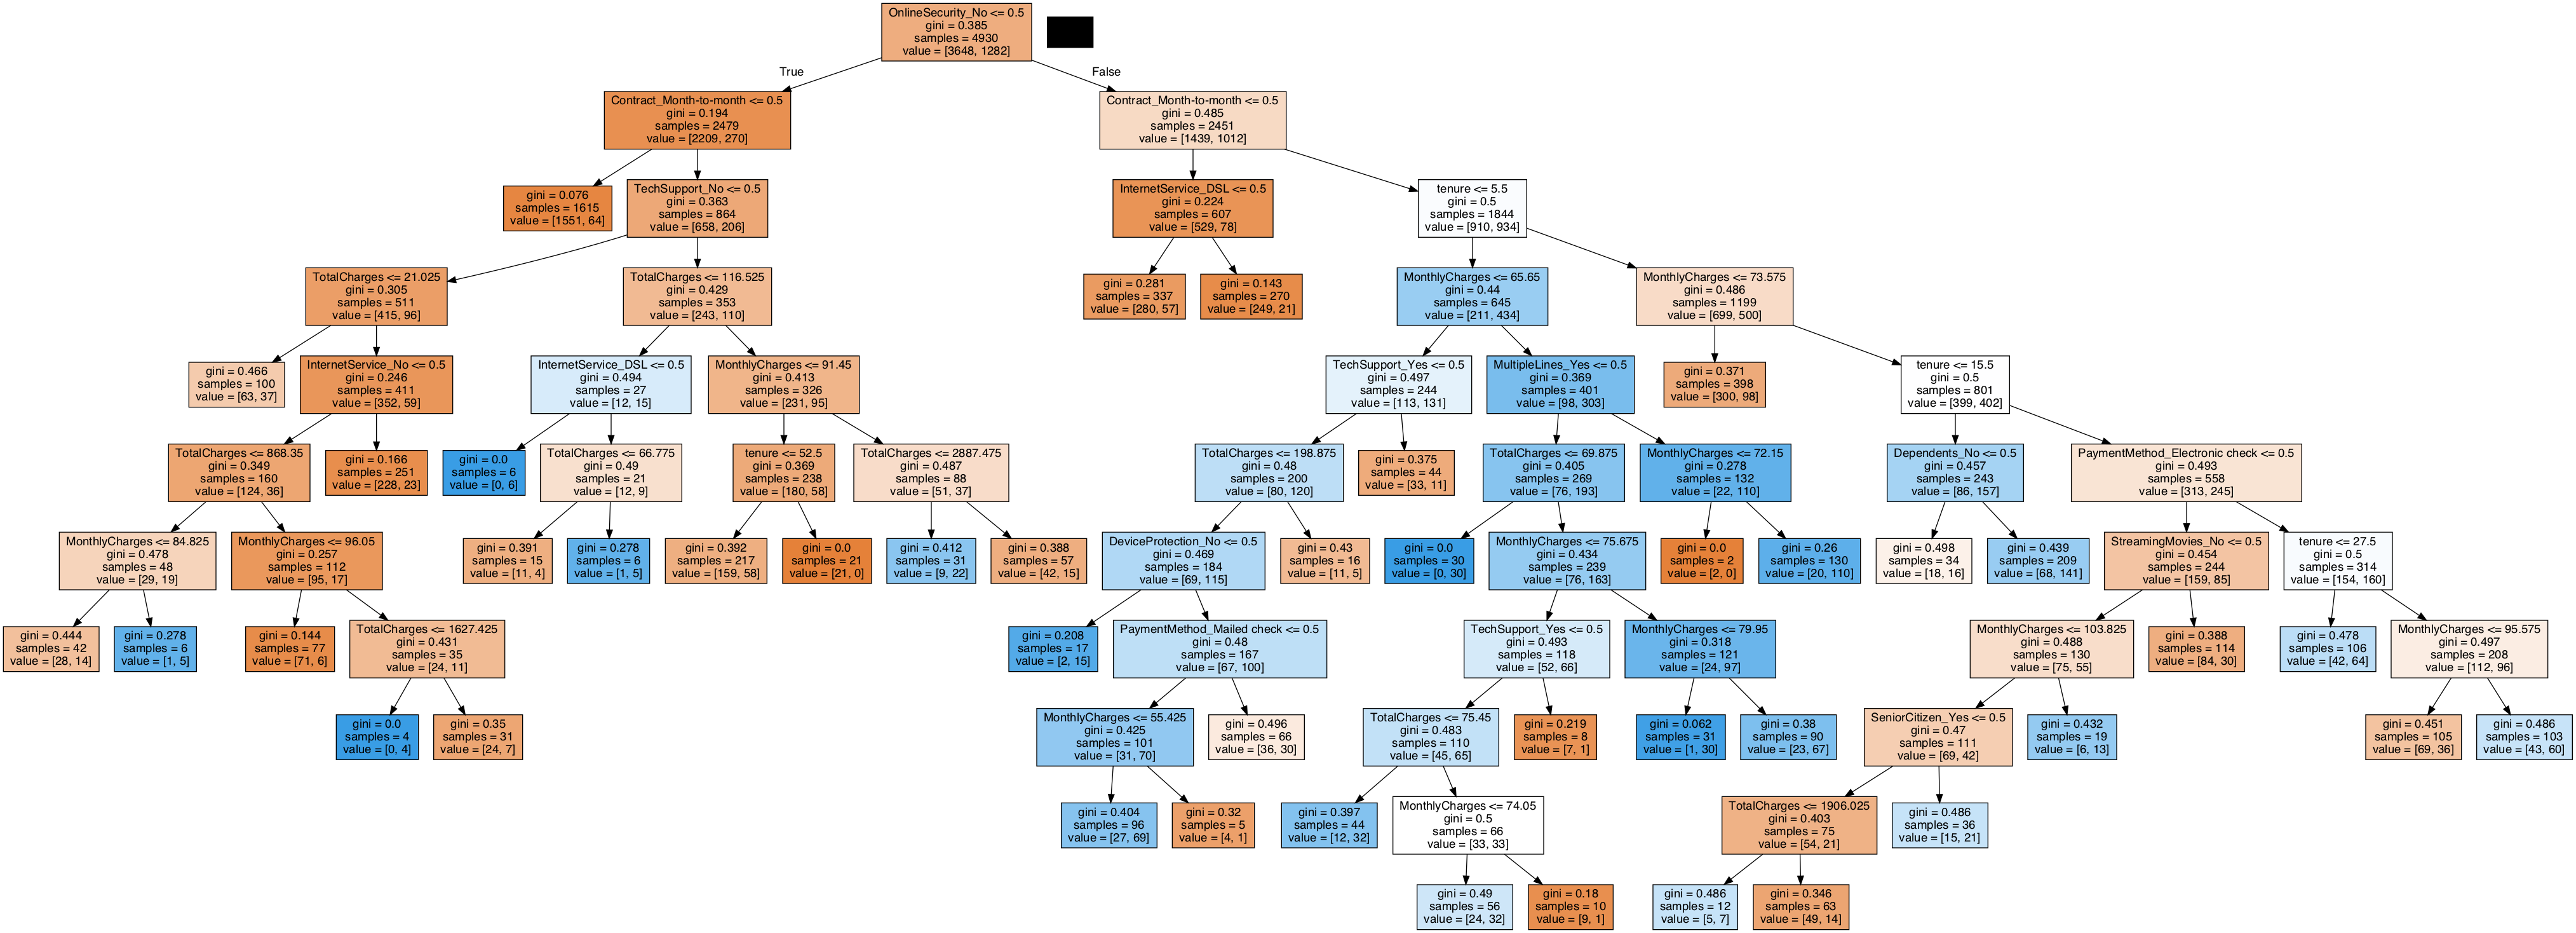 OnlineSecurity_No <= 0.5
gini = 0.385
samples = 4930
value = [3648, 1282]
True
False
Contract_Month-to-month <= 0.5
gini = 0.194
samples = 2479
value = [2209, 270]
Contract_Month-to-month <= 0.5
gini = 0.485
samples = 2451
value = [1439, 1012]
gini = 0.076
samples = 1615
value = [1551, 64]
TechSupport_No <= 0.5
gini = 0.363
samples = 864
value = [658, 206]
InternetService_DSL <= 0.5
gini = 0.224
samples = 607
value = [529, 78]
tenure <= 5.5
gini = 0.5
samples = 1844
value = [910, 934]
TotalCharges <= 21.025
gini = 0.305
samples = 511
value = [415, 96]
TotalCharges <= 116.525
gini = 0.429
samples = 353
value = [243, 110]
gini = 0.281
samples = 337
value = [280, 57]
gini = 0.143
samples = 270
value = [249, 21]
MonthlyCharges <= 65.65
gini = 0.44
samples = 645
value = [211, 434]
MonthlyCharges <= 73.575
gini = 0.486
samples = 1199
value = [699, 500]
gini = 0.466
samples = 100
value = [63, 37]
InternetService_No <= 0.5
gini = 0.246
samples = 411
value = [352, 59]
InternetService_DSL <= 0.5
gini = 0.494
samples = 27
value = [12, 15]
MonthlyCharges <= 91.45
gini = 0.413
samples = 326
value = [231, 95]
TechSupport_Yes <= 0.5
gini = 0.497
samples = 244
value = [113, 131]
MultipleLines_Yes <= 0.5
gini = 0.369
samples = 401
value = [98, 303]
gini = 0.371
samples = 398
value = [300, 98]
tenure <= 15.5
gini = 0.5
samples = 801
value = [399, 402]
TotalCharges <= 868.35
gini = 0.349
samples = 160
value = [124, 36]
gini = 0.166
samples = 251
value = [228, 23]
gini = 0.0
samples = 6
value = [0, 6]
TotalCharges <= 66.775
gini = 0.49
samples = 21
value = [12, 9]
tenure <= 52.5
gini = 0.369
samples = 238
value = [180, 58]
TotalCharges <= 2887.475
gini = 0.487
samples = 88
value = [51, 37]
TotalCharges <= 198.875
gini = 0.48
samples = 200
value = [80, 120]
gini = 0.375
samples = 44
value = [33, 11]
TotalCharges <= 69.875
gini = 0.405
samples = 269
value = [76, 193]
MonthlyCharges <= 72.15
gini = 0.278
samples = 132
value = [22, 110]
Dependents_No <= 0.5
gini = 0.457
samples = 243
value = [86, 157]
PaymentMethod_Electronic check <= 0.5
gini = 0.493
samples = 558
value = [313, 245]
MonthlyCharges <= 84.825
gini = 0.478
samples = 48
value = [29, 19]
MonthlyCharges <= 96.05
gini = 0.257
samples = 112
value = [95, 17]
gini = 0.391
samples = 15
value = [11, 4]
gini = 0.278
samples = 6
value = [1, 5]
gini = 0.392
samples = 217
value = [159, 58]
gini = 0.0
samples = 21
value = [21, 0]
gini = 0.412
samples = 31
value = [9, 22]
gini = 0.388
samples = 57
value = [42, 15]
DeviceProtection_No <= 0.5
gini = 0.469
samples = 184
value = [69, 115]
gini = 0.43
samples = 16
value = [11, 5]
gini = 0.0
samples = 30
value = [0, 30]
MonthlyCharges <= 75.675
gini = 0.434
samples = 239
value = [76, 163]
gini = 0.0
samples = 2
value = [2, 0]
gini = 0.26
samples = 130
value = [20, 110]
gini = 0.498
samples = 34
value = [18, 16]
gini = 0.439
samples = 209
value = [68, 141]
StreamingMovies_No <= 0.5
gini = 0.454
samples = 244
value = [159, 85]
tenure <= 27.5
gini = 0.5
samples = 314
value = [154, 160]
gini = 0.444
samples = 42
value = [28, 14]
gini = 0.278
samples = 6
value = [1, 5]
gini = 0.144
samples = 77
value = [71, 6]
TotalCharges <= 1627.425
gini = 0.431
samples = 35
value = [24, 11]
gini = 0.208
samples = 17
value = [2, 15]
PaymentMethod_Mailed check <= 0.5
gini = 0.48
samples = 167
value = [67, 100]
TechSupport_Yes <= 0.5
gini = 0.493
samples = 118
value = [52, 66]
MonthlyCharges <= 79.95
gini = 0.318
samples = 121
value = [24, 97]
MonthlyCharges <= 103.825
gini = 0.488
samples = 130
value = [75, 55]
gini = 0.388
samples = 114
value = [84, 30]
gini = 0.478
samples = 106
value = [42, 64]
MonthlyCharges <= 95.575
gini = 0.497
samples = 208
value = [112, 96]
gini = 0.0
samples = 4
value = [0, 4]
gini = 0.35
samples = 31
value = [24, 7]
MonthlyCharges <= 55.425
gini = 0.425
samples = 101
value = [31, 70]
gini = 0.496
samples = 66
value = [36, 30]
TotalCharges <= 75.45
gini = 0.483
samples = 110
value = [45, 65]
gini = 0.219
samples = 8
value = [7, 1]
gini = 0.062
samples = 31
value = [1, 30]
gini = 0.38
samples = 90
value = [23, 67]
SeniorCitizen_Yes <= 0.5
gini = 0.47
samples = 111
value = [69, 42]
gini = 0.432
samples = 19
value = [6, 13]
gini = 0.451
samples = 105
value = [69, 36]
gini = 0.486
samples = 103
value = [43, 60]
gini = 0.404
samples = 96
value = [27, 69]
gini = 0.32
samples = 5
value = [4, 1]
gini = 0.397
samples = 44
value = [12, 32]
MonthlyCharges <= 74.05
gini = 0.5
samples = 66
value = [33, 33]
TotalCharges <= 1906.025
gini = 0.403
samples = 75
value = [54, 21]
gini = 0.486
samples = 36
value = [15, 21]
gini = 0.49
samples = 56
value = [24, 32]
gini = 0.18
samples = 10
value = [9, 1]
gini = 0.486
samples = 12
value = [5, 7]
gini = 0.346
samples = 63
value = [49, 14]